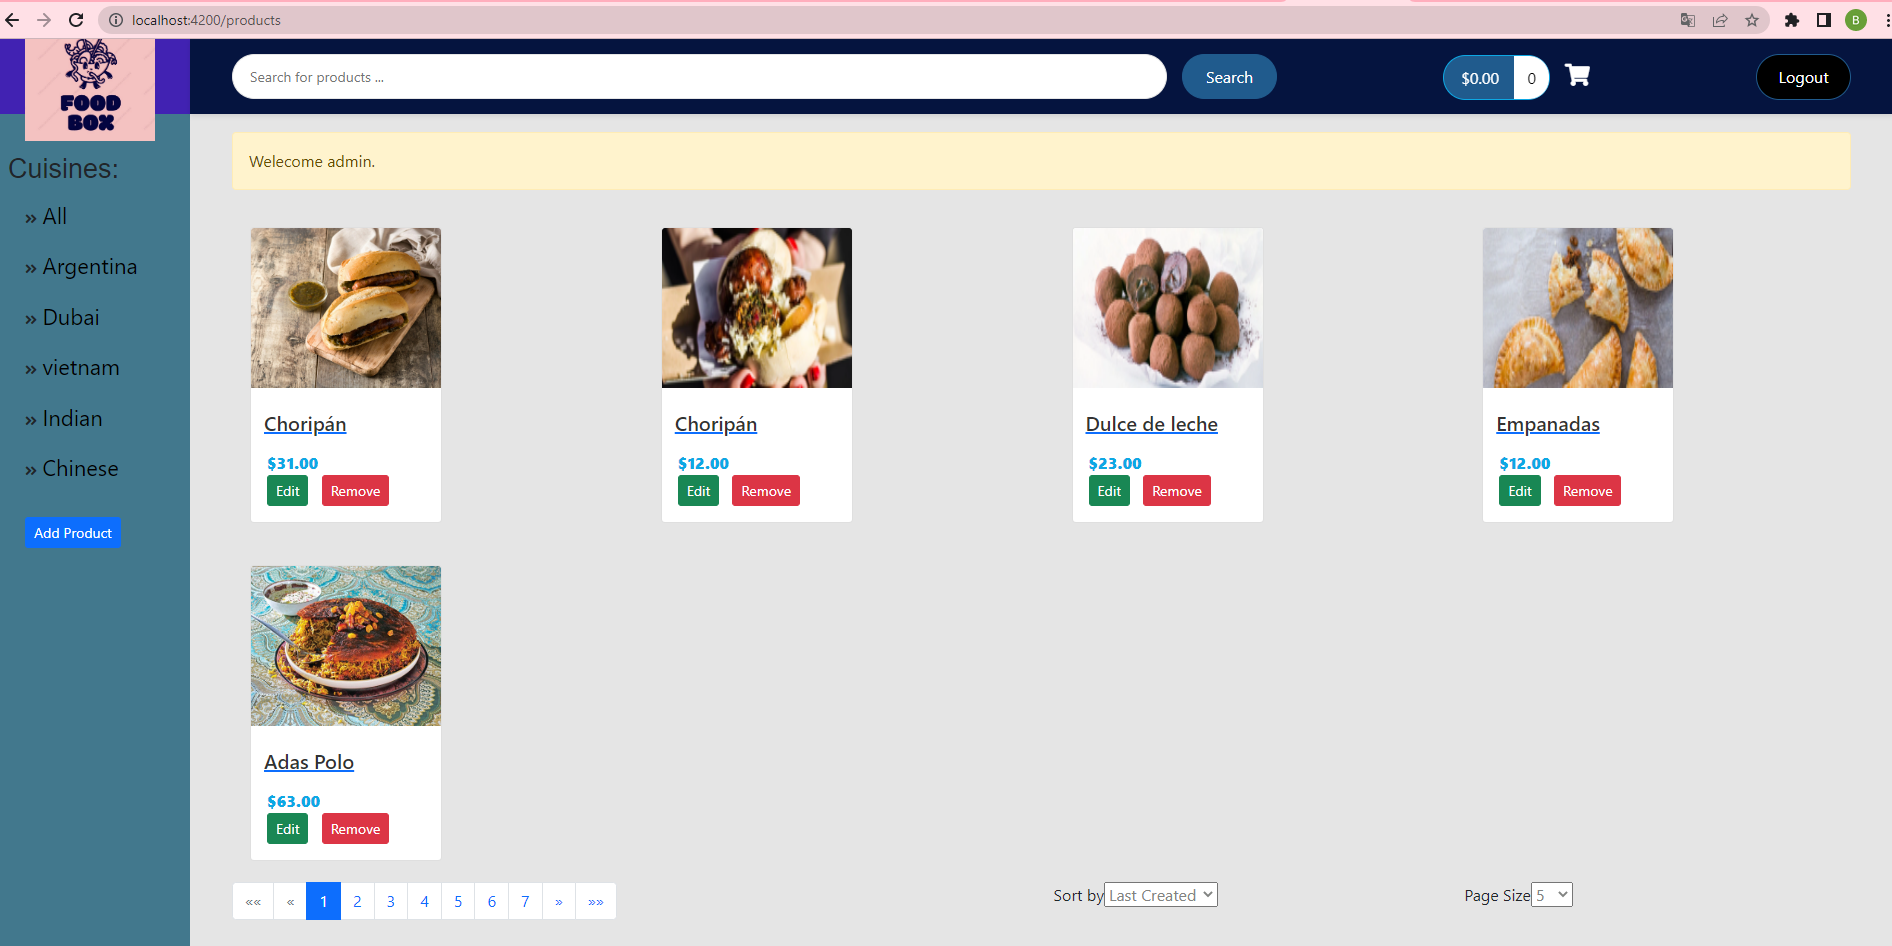 localhost:4200/products
B
FOOD
BOX
Search for products ...
Search
$0.00
0
Logout
Cuisines:
» All
» Argentina
» Dubai
» vietnam
» Indian
» Chinese
Add Product
Welecome admin.
Choripán
$31.00
Edit
Remove
Choripán
$12.00
Edit
Remove
Dulce de leche
$23.00
Edit
Remove
Empanadas
$12.00
Edit
Remove
Adas Polo
$63.00
Edit
Remove
«« « 1 2 3 4 5 6 7 » »»
Sort by Last Created
Page Size 5